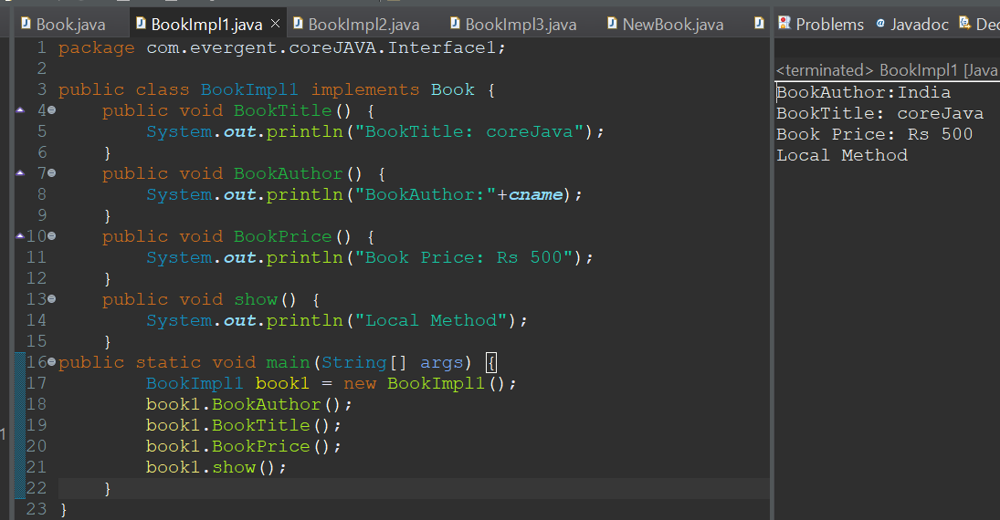 Book.java BookImpl1.java BookImpl2.java BookImpl3.java NewBook.java
1 package com.evergent.coreJAVA.Interface1;
2
3 public class BookImpl1 implements Book {
4 public void BookTitle() {
5 System.out.println("BookTitle: coreJava");
6 }
7 public void BookAuthor() {
8 System.out.println("BookAuthor:"+cname);
9 }
10 public void BookPrice() {
11 System.out.println("Book Price: Rs 500");
12 }
13 public void show() {
14 System.out.println("Local Method");
15 }
16 public static void main(String[] args) {
17 BookImpl1 book1 = new BookImpl1();
18 book1.BookAuthor();
19 book1.BookTitle();
20 book1.BookPrice();
21 book1.show();
22 }
23 }
Problems @ Javadoc Dec
<terminated> BookImpl1 [Java
BookAuthor:India
BookTitle: coreJava
Book Price: Rs 500
Local Method
1